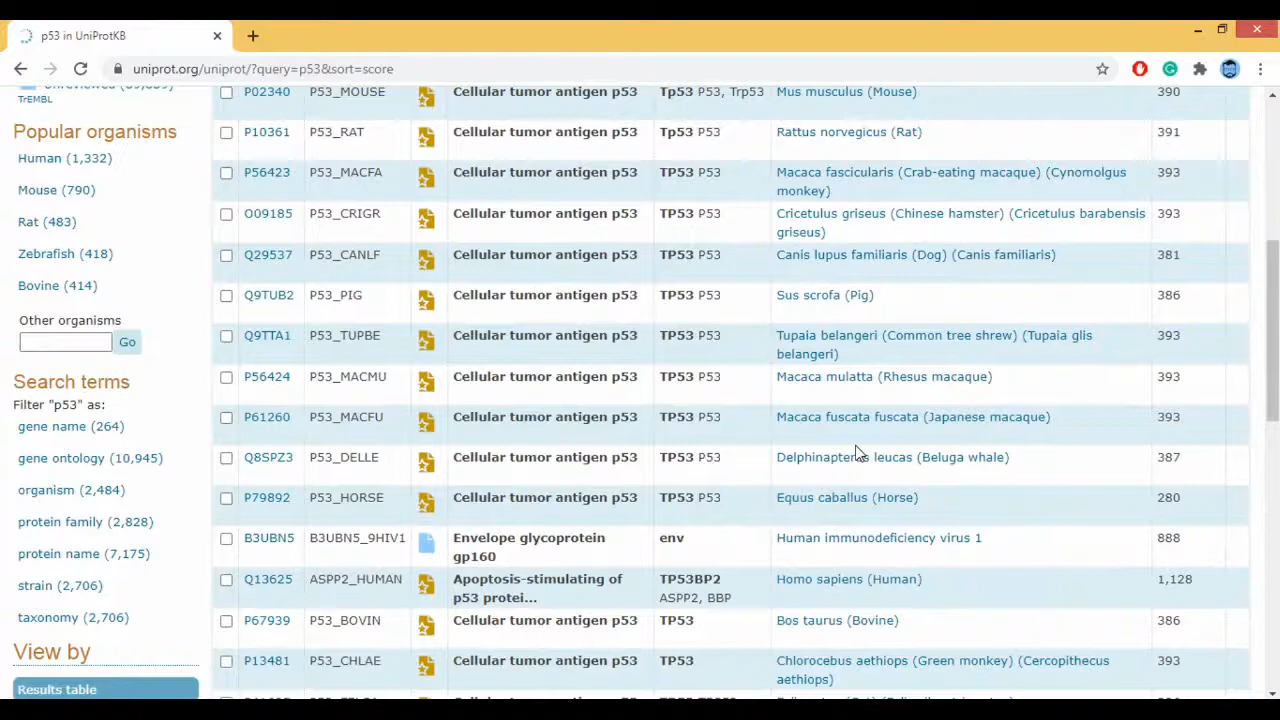 p53 in UniProtKB
uniprot.org/uniprot/?query=p53&sort=score
TrEMBL
Popular organisms
Human (1,332)
Mouse (790)
Rat (483)
Zebrafish (418)
Bovine (414)
Other organisms
Go
Search terms
Filter "p53" as:
gene name (264)
gene ontology (10,945)
organism (2,484)
protein family (2,828)
protein name (7,175)
strain (2,706)
taxonomy (2,706)
View by
Results table
P02340 P53_MOUSE Cellular tumor antigen p53 Tp53 P53, Trp53 Mus musculus (Mouse) 390
P10361 P53_RAT Cellular tumor antigen p53 Tp53 P53 Rattus norvegicus (Rat) 391
P56423 P53_MACFA Cellular tumor antigen p53 TP53 P53 Macaca fascicularis (Crab-eating macaque) (Cynomolgus 393
monkey)
O09185 P53_CRIGR Cellular tumor antigen p53 TP53 P53 Cricetulus griseus (Chinese hamster) (Cricetulus barabensis 393
griseus)
Q29537 P53_CANLF Cellular tumor antigen p53 TP53 P53 Canis lupus familiaris (Dog) (Canis familiaris) 381
Q9TUB2 P53_PIG Cellular tumor antigen p53 TP53 P53 Sus scrofa (Pig) 386
Q9TTA1 P53_TUPBE Cellular tumor antigen p53 TP53 P53 Tupaia belangeri (Common tree shrew) (Tupaia glis 393
belangeri)
P56424 P53_MACMU Cellular tumor antigen p53 TP53 P53 Macaca mulatta (Rhesus macaque) 393
P61260 P53_MACFU Cellular tumor antigen p53 TP53 P53 Macaca fuscata fuscata (Japanese macaque) 393
Q8SPZ3 P53_DELLE Cellular tumor antigen p53 TP53 P53 Delphinapterus leucas (Beluga whale) 387
P79892 P53_HORSE Cellular tumor antigen p53 TP53 P53 Equus caballus (Horse) 280
B3UBN5 B3UBN5_9HIV1 Envelope glycoprotein env Human immunodeficiency virus 1 888
gp160
Q13625 ASPP2_HUMAN Apoptosis-stimulating of TP53BP2 Homo sapiens (Human) 1,128
p53 protei... ASPP2, BBP
P67939 P53_BOVIN Cellular tumor antigen p53 TP53 Bos taurus (Bovine) 386
P13481 P53_CHLAE Cellular tumor antigen p53 TP53 Chlorocebus aethiops (Green monkey) (Cercopithecus 393
aethiops)